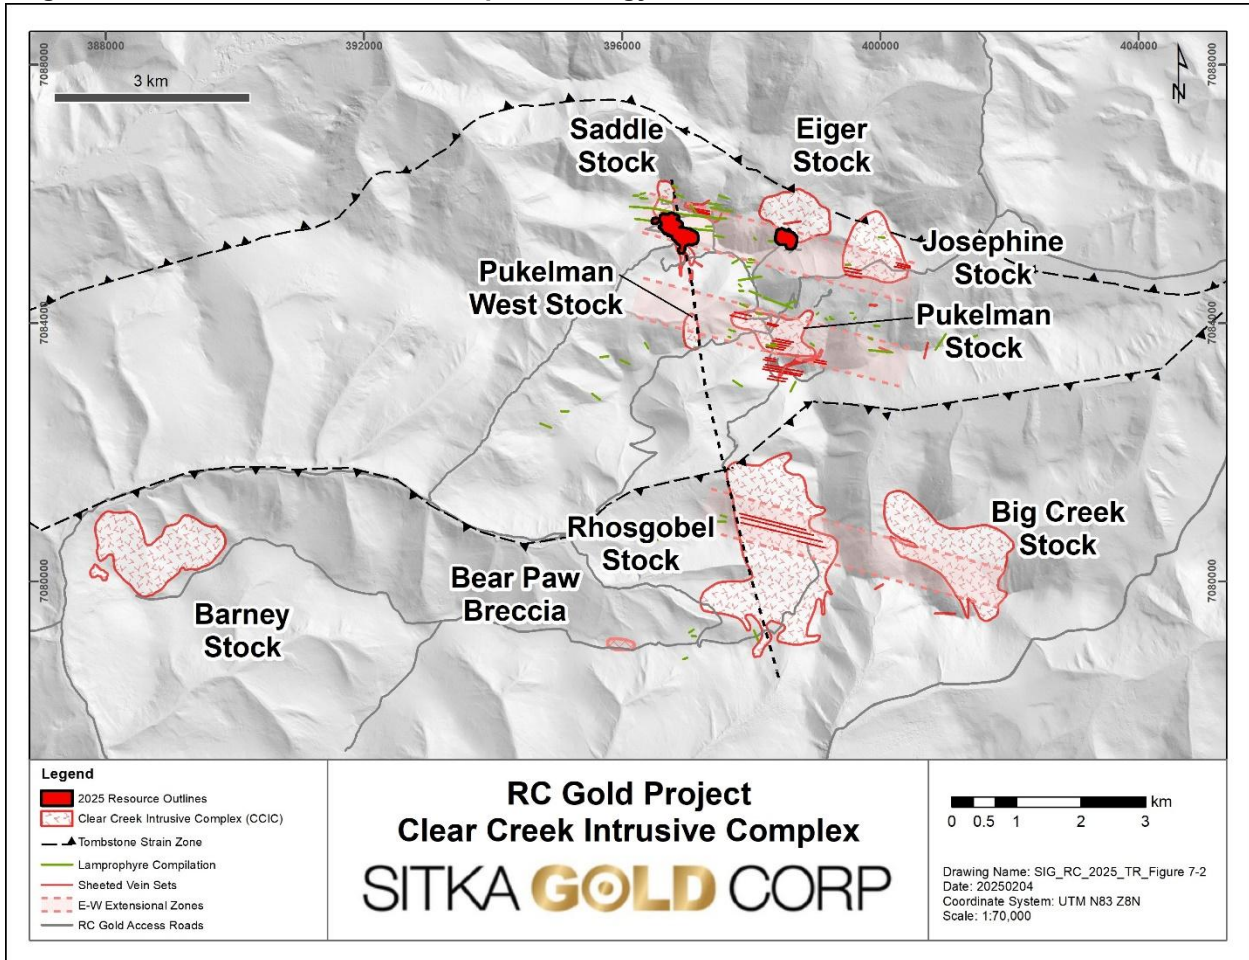 388000
392000
396000
400000
404000
7088000
7088000
3 km
N
Saddle
Stock
Eiger
Stock
Josephine
Stock
Pukelman
West Stock
Pukelman
Stock
7084000
7084000
Rhosgobel
Stock
Big Creek
Stock
Bear Paw
Breccia
Barney
Stock
7080000
7080000
Legend
2025 Resource Outlines
Clear Creek Intrusive Complex (CCIC)
Tombstone Strain Zone
Lamprophyre Compilation
Sheeted Vein Sets
E-W Extensional Zones
RC Gold Access Roads
RC Gold Project
Clear Creek Intrusive Complex
SITKA GOLD CORP
km
0 0.5 1 2 3
Drawing Name: SIG_RC_2025_TR_Figure 7-2
Date: 20250204
Coordinate System: UTM N83 Z8N
Scale: 1:70,000